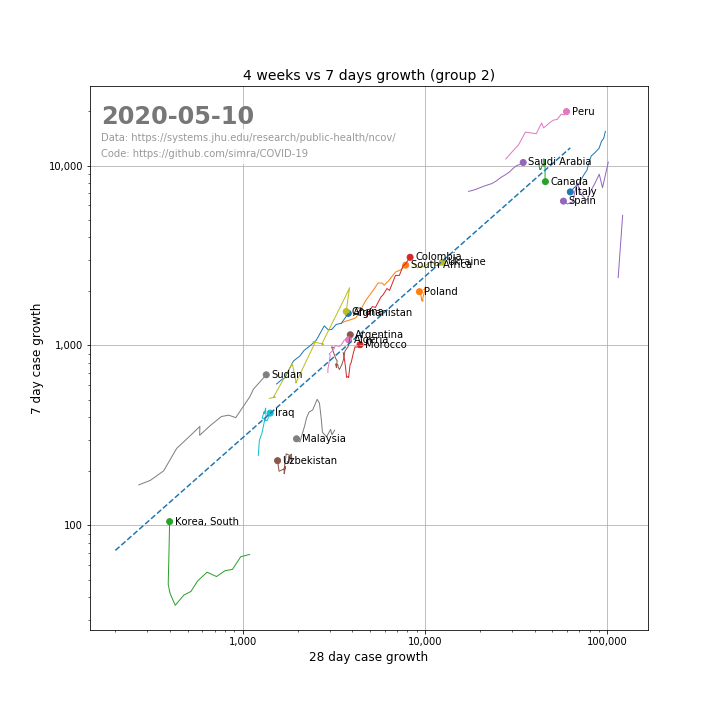 4 weeks vs 7 days growth (group 2)
2020-05-10
Data: https://systems.jhu.edu/research/public-health/ncov/
Code: https://github.com/simra/COVID-19
Peru
10,000
Saudi Arabia
Canada
Italy
Spain
Colombia
Ukraine
South Africa
Poland
Ghana
Afghanistan
Argentina
Algeria
1,000
Morocco
Sudan
Iraq
Malaysia
Uzbekistan
Korea, South
100
7 day case growth
1,000
10,000
100,000
28 day case growth